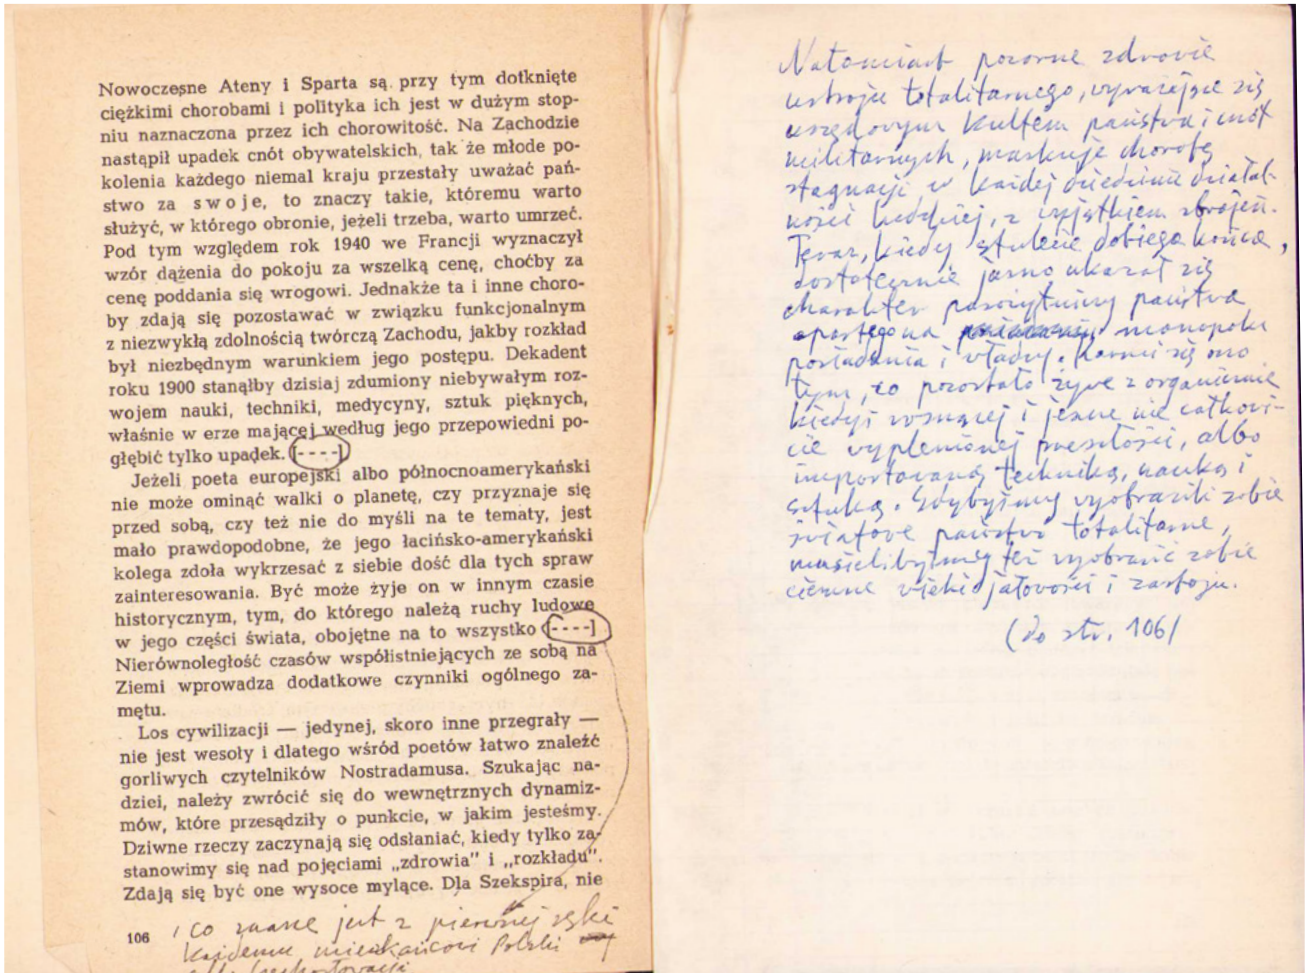 Nowoczesne Ateny i Sparta są przy tym dotknięte
ciężkimi chorobami i polityka ich jest w dużym stop-
niu naznaczona przez ich chorowitość. Na Zachodzie
nastąpił upadek cnót obywatelskich, tak że młode po-
kolenia każdego niemal kraju przestały uważać pań-
stwo za s w o j e, to znaczy takie, któremu warto
służyć, w którego obronie, jeżeli trzeba, warto umrzeć.
Pod tym względem rok 1940 we Francji wyznaczył
wzór dążenia do pokoju za wszelką cenę, choćby za
cenę poddania się wrogowi. Jednakże ta i inne choro-
by zdają się pozostawać w związku funkcjonalnym
z niezwykłą zdolnością twórczą Zachodu, jakby rozkład
był niezbędnym warunkiem jego postępu. Dekadent
roku 1900 stanąłby dzisiaj zdumiony niebywałym roz-
wojem nauki, techniki, medycyny, sztuk pięknych,
właśnie w erze mającej według jego przepowiedni po-
głębić tylko upadek. [----]
Jeżeli poeta europejski albo północnoamerykański
nie może ominąć walki o planetę, czy przyznaje się
przed sobą, czy też nie do myśli na te tematy, jest
mało prawdopodobne, że jego łacińsko-amerykański
kolega zdoła wykrzesać z siebie dość dla tych spraw
zainteresowania. Być może żyje on w innym czasie
historycznym, tym, do którego należą ruchy ludowe
w jego części świata, obojętne na to wszystko [----]
Nierównoległość czasów współistniejących ze sobą na
Ziemi wprowadza dodatkowe czynniki ogólnego za-
mętu.
Los cywilizacji — jedynej, skoro inne przegrały —
nie jest wesoły i dlatego wśród poetów łatwo znaleźć
gorliwych czytelników Nostradamusa. Szukając na-
dziei, należy zwrócić się do wewnętrznych dynamiz-
mów, które przesądziły o punkcie, w jakim jesteśmy.
Dziwne rzeczy zaczynają się odsłaniać, kiedy tylko za-
stanowimy się nad pojęciami „zdrowia" i „rozkładu".
Zdają się być one wysoce mylące. Dla Szekspira, nie
106
, co znane jest z pierwszej ręki
każdemu mieszkańcowi Polski
Natomiast pozorne zdrowie
ustroju totalitarnego, wyrażające się
urzędowym kultem państwa i cnót
militarnych, maskuje chorobę
stagnacji w każdej dziedzinie działal-
ności ludzkiej, z wyjątkiem zbrojeń.
Teraz, kiedy stulecie dobiega końca,
dostatecznie jasno ukazał się
charakter pasożytniczy państwa
opartego na monopolu
posiadania i władzy. Karmi się ono
tym, co pozostało żywe z organicznie
kiedyś rosnącej i jeszcze nie całkowi-
cie wyplenionej przeszłości, albo
importowaną techniką, nauką i
sztuką. Gdybyśmy wyobrazili sobie
światowe państwo totalitarne,
musielibyśmy też wyobrazić sobie
ciemne wieki jałowości i zastoju.
(do str. 106)